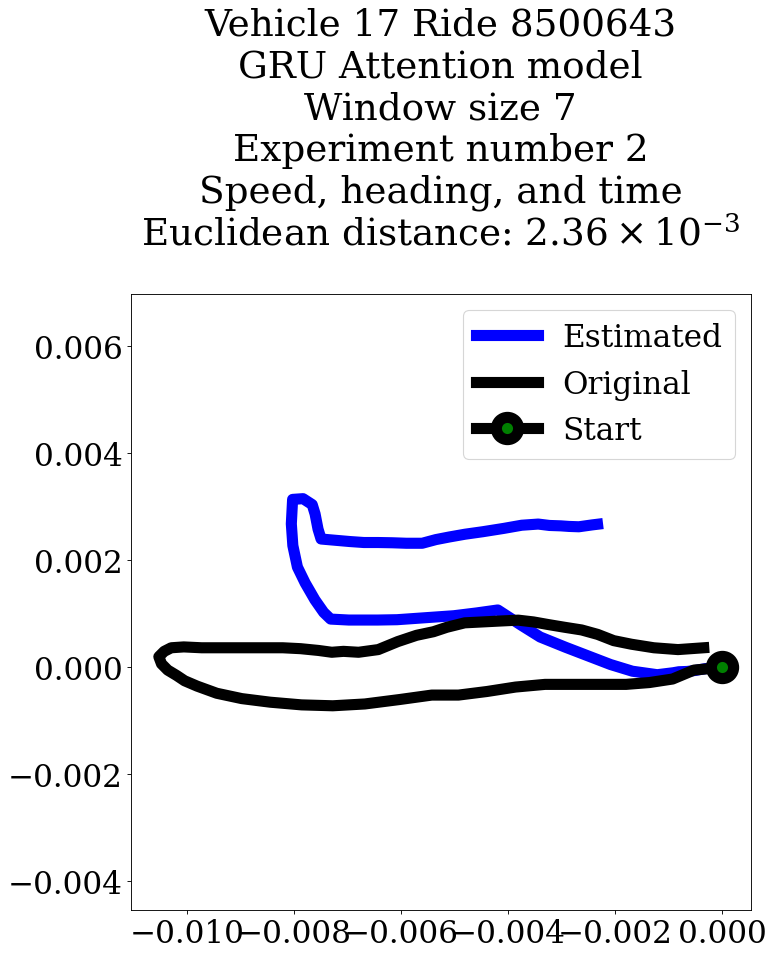 Vehicle 17 Ride 8500643
GRU Attention model
Window size 7
Experiment number 2
Speed, heading, and time
Euclidean distance: 2.36 × 10⁻³
Estimated
Original
Start
0.006
0.004
0.002
0.000
−0.002
−0.004
−0.010 −0.008 −0.006 −0.004 −0.002 0.000